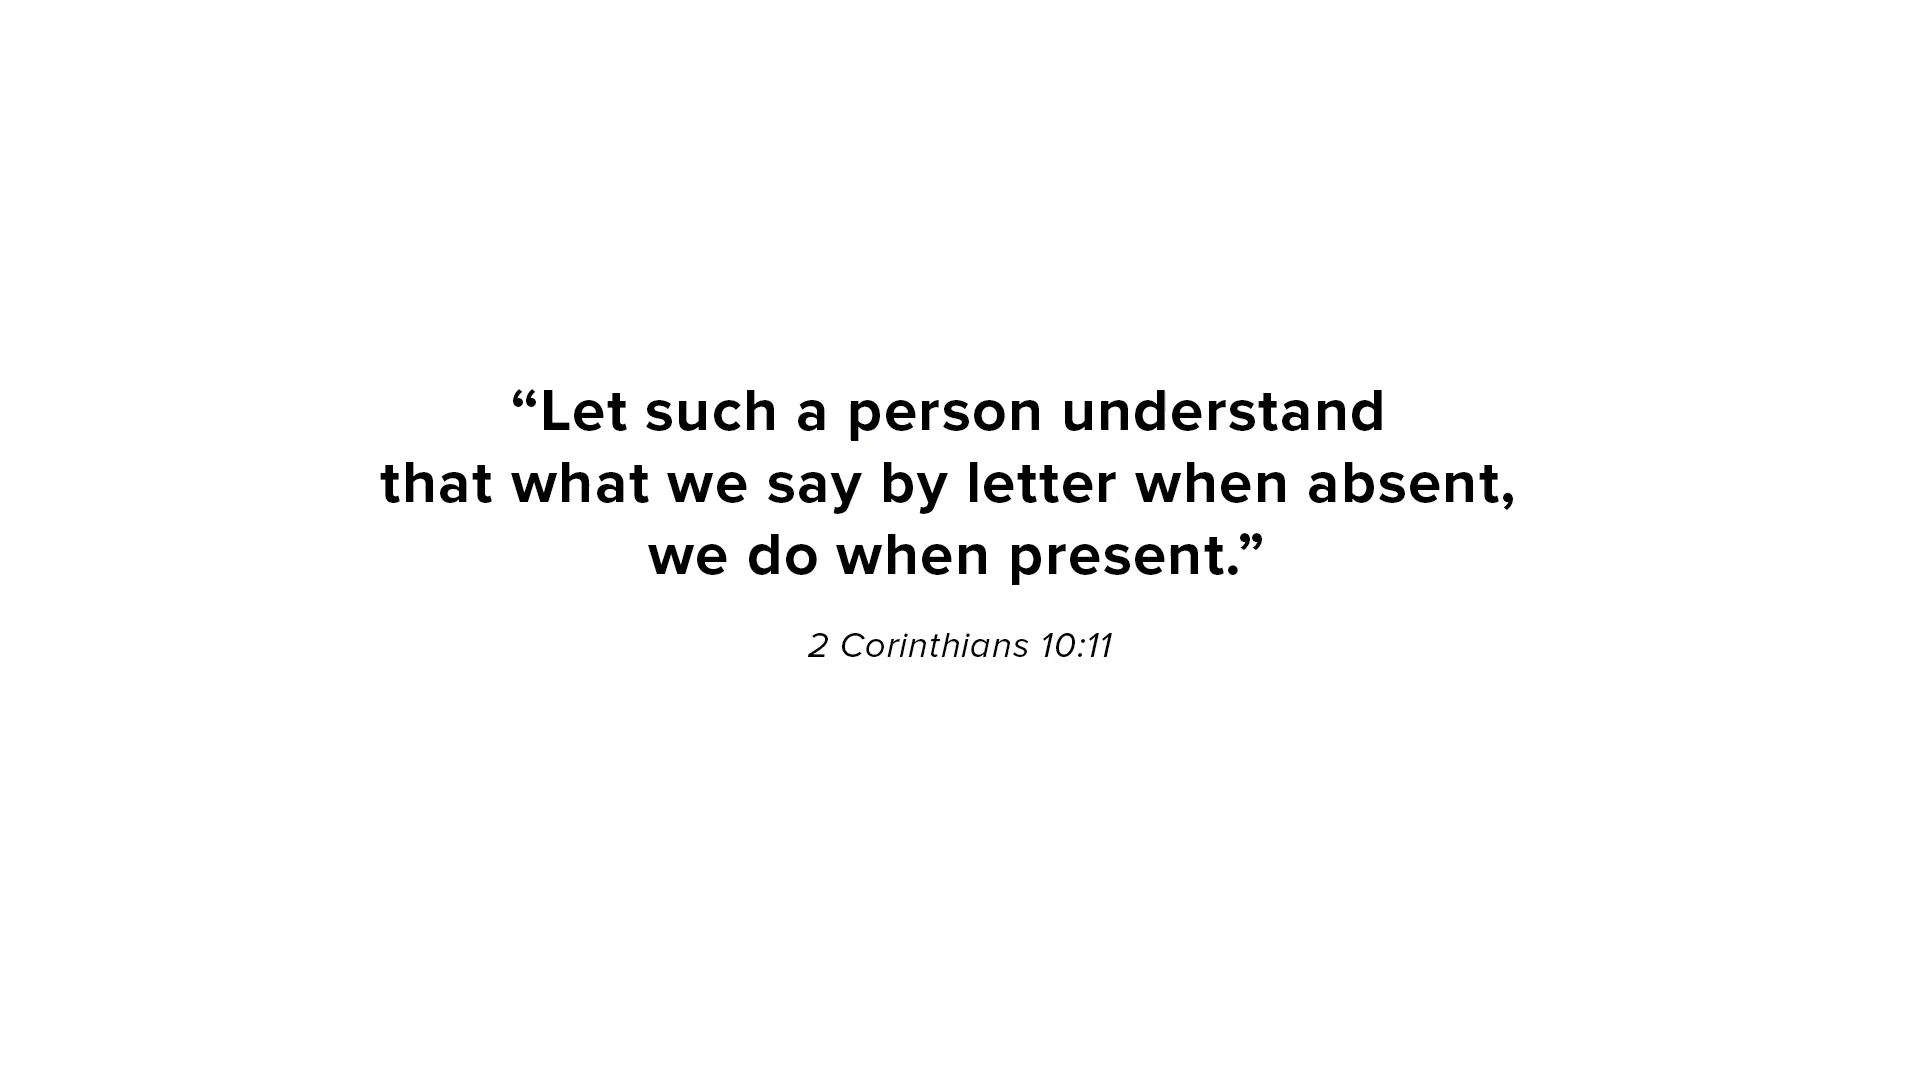 “Let such a person understand
that what we say by letter when absent,
we do when present.”
2 Corinthians 10:11